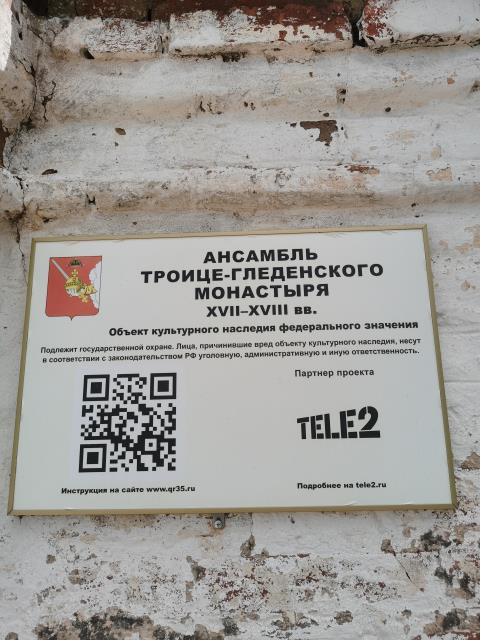 АНСАМБЛЬ
ТРОИЦЕ-ГЛЕДЕНСКОГО
МОНАСТЫРЯ
XVII–XVIII вв.
Объект культурного наследия федерального значения
Подлежит государственной охране. Лица, причинившие вред объекту культурного наследия, несут
в соответствии с законодательством РФ уголовную, административную и иную ответственность.
Партнер проекта
TELE2
Инструкция на сайте www.qr35.ru
Подробнее на tele2.ru